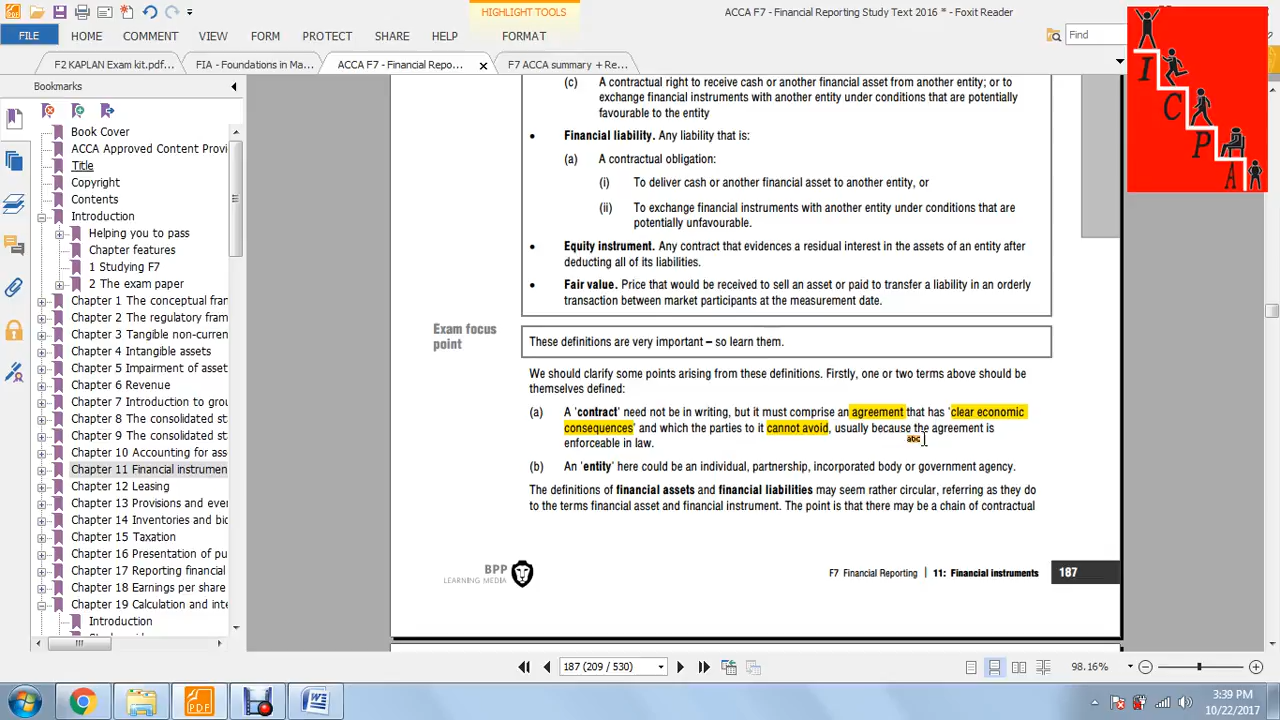 HIGHLIGHT TOOLS
ACCA F7 - Financial Reporting Study Text 2016 * - Foxit Reader
FILE HOME COMMENT VIEW FORM PROTECT SHARE HELP FORMAT
Find
F2 KAPLAN Exam kit.pdf... FIA - Foundations in Ma... ACCA F7 - Financial Repo... F7 ACCA summary + Re...
Bookmarks
Book Cover
ACCA Approved Content Provi
Title
Copyright
Contents
Introduction
Helping you to pass
Chapter features
1 Studying F7
2 The exam paper
Chapter 1 The conceptual fran
Chapter 2 The regulatory fram
Chapter 3 Tangible non-curren
Chapter 4 Intangible assets
Chapter 5 Impairment of asset
Chapter 6 Revenue
Chapter 7 Introduction to grou
Chapter 8 The consolidated st
Chapter 9 The consolidated st
Chapter 10 Accounting for ass
Chapter 11 Financial instrumen
Chapter 12 Leasing
Chapter 13 Provisions and ever
Chapter 14 Inventories and bio
Chapter 15 Taxation
Chapter 16 Presentation of pu
Chapter 17 Reporting financial
Chapter 18 Earnings per share
Chapter 19 Calculation and inte
Introduction
(c) A contractual right to receive cash or another financial asset from another entity; or to
exchange financial instruments with another entity under conditions that are potentially
favourable to the entity
• Financial liability. Any liability that is:
(a) A contractual obligation:
(i) To deliver cash or another financial asset to another entity, or
(ii) To exchange financial instruments with another entity under conditions that are
potentially unfavourable.
• Equity instrument. Any contract that evidences a residual interest in the assets of an entity after
deducting all of its liabilities.
• Fair value. Price that would be received to sell an asset or paid to transfer a liability in an orderly
transaction between market participants at the measurement date.
Exam focus
point
These definitions are very important – so learn them.
We should clarify some points arising from these definitions. Firstly, one or two terms above should be
themselves defined:
(a) A 'contract' need not be in writing, but it must comprise an agreement that has 'clear economic
consequences' and which the parties to it cannot avoid, usually because the agreement is
enforceable in law.
abc
(b) An 'entity' here could be an individual, partnership, incorporated body or government agency.
The definitions of financial assets and financial liabilities may seem rather circular, referring as they do
to the terms financial asset and financial instrument. The point is that there may be a chain of contractual
BPP
LEARNING MEDIA
F7 Financial Reporting | 11: Financial instruments 187
I
C
P
A
187 (209 / 530)
98.16%
PDF
3:39 PM
10/22/2017